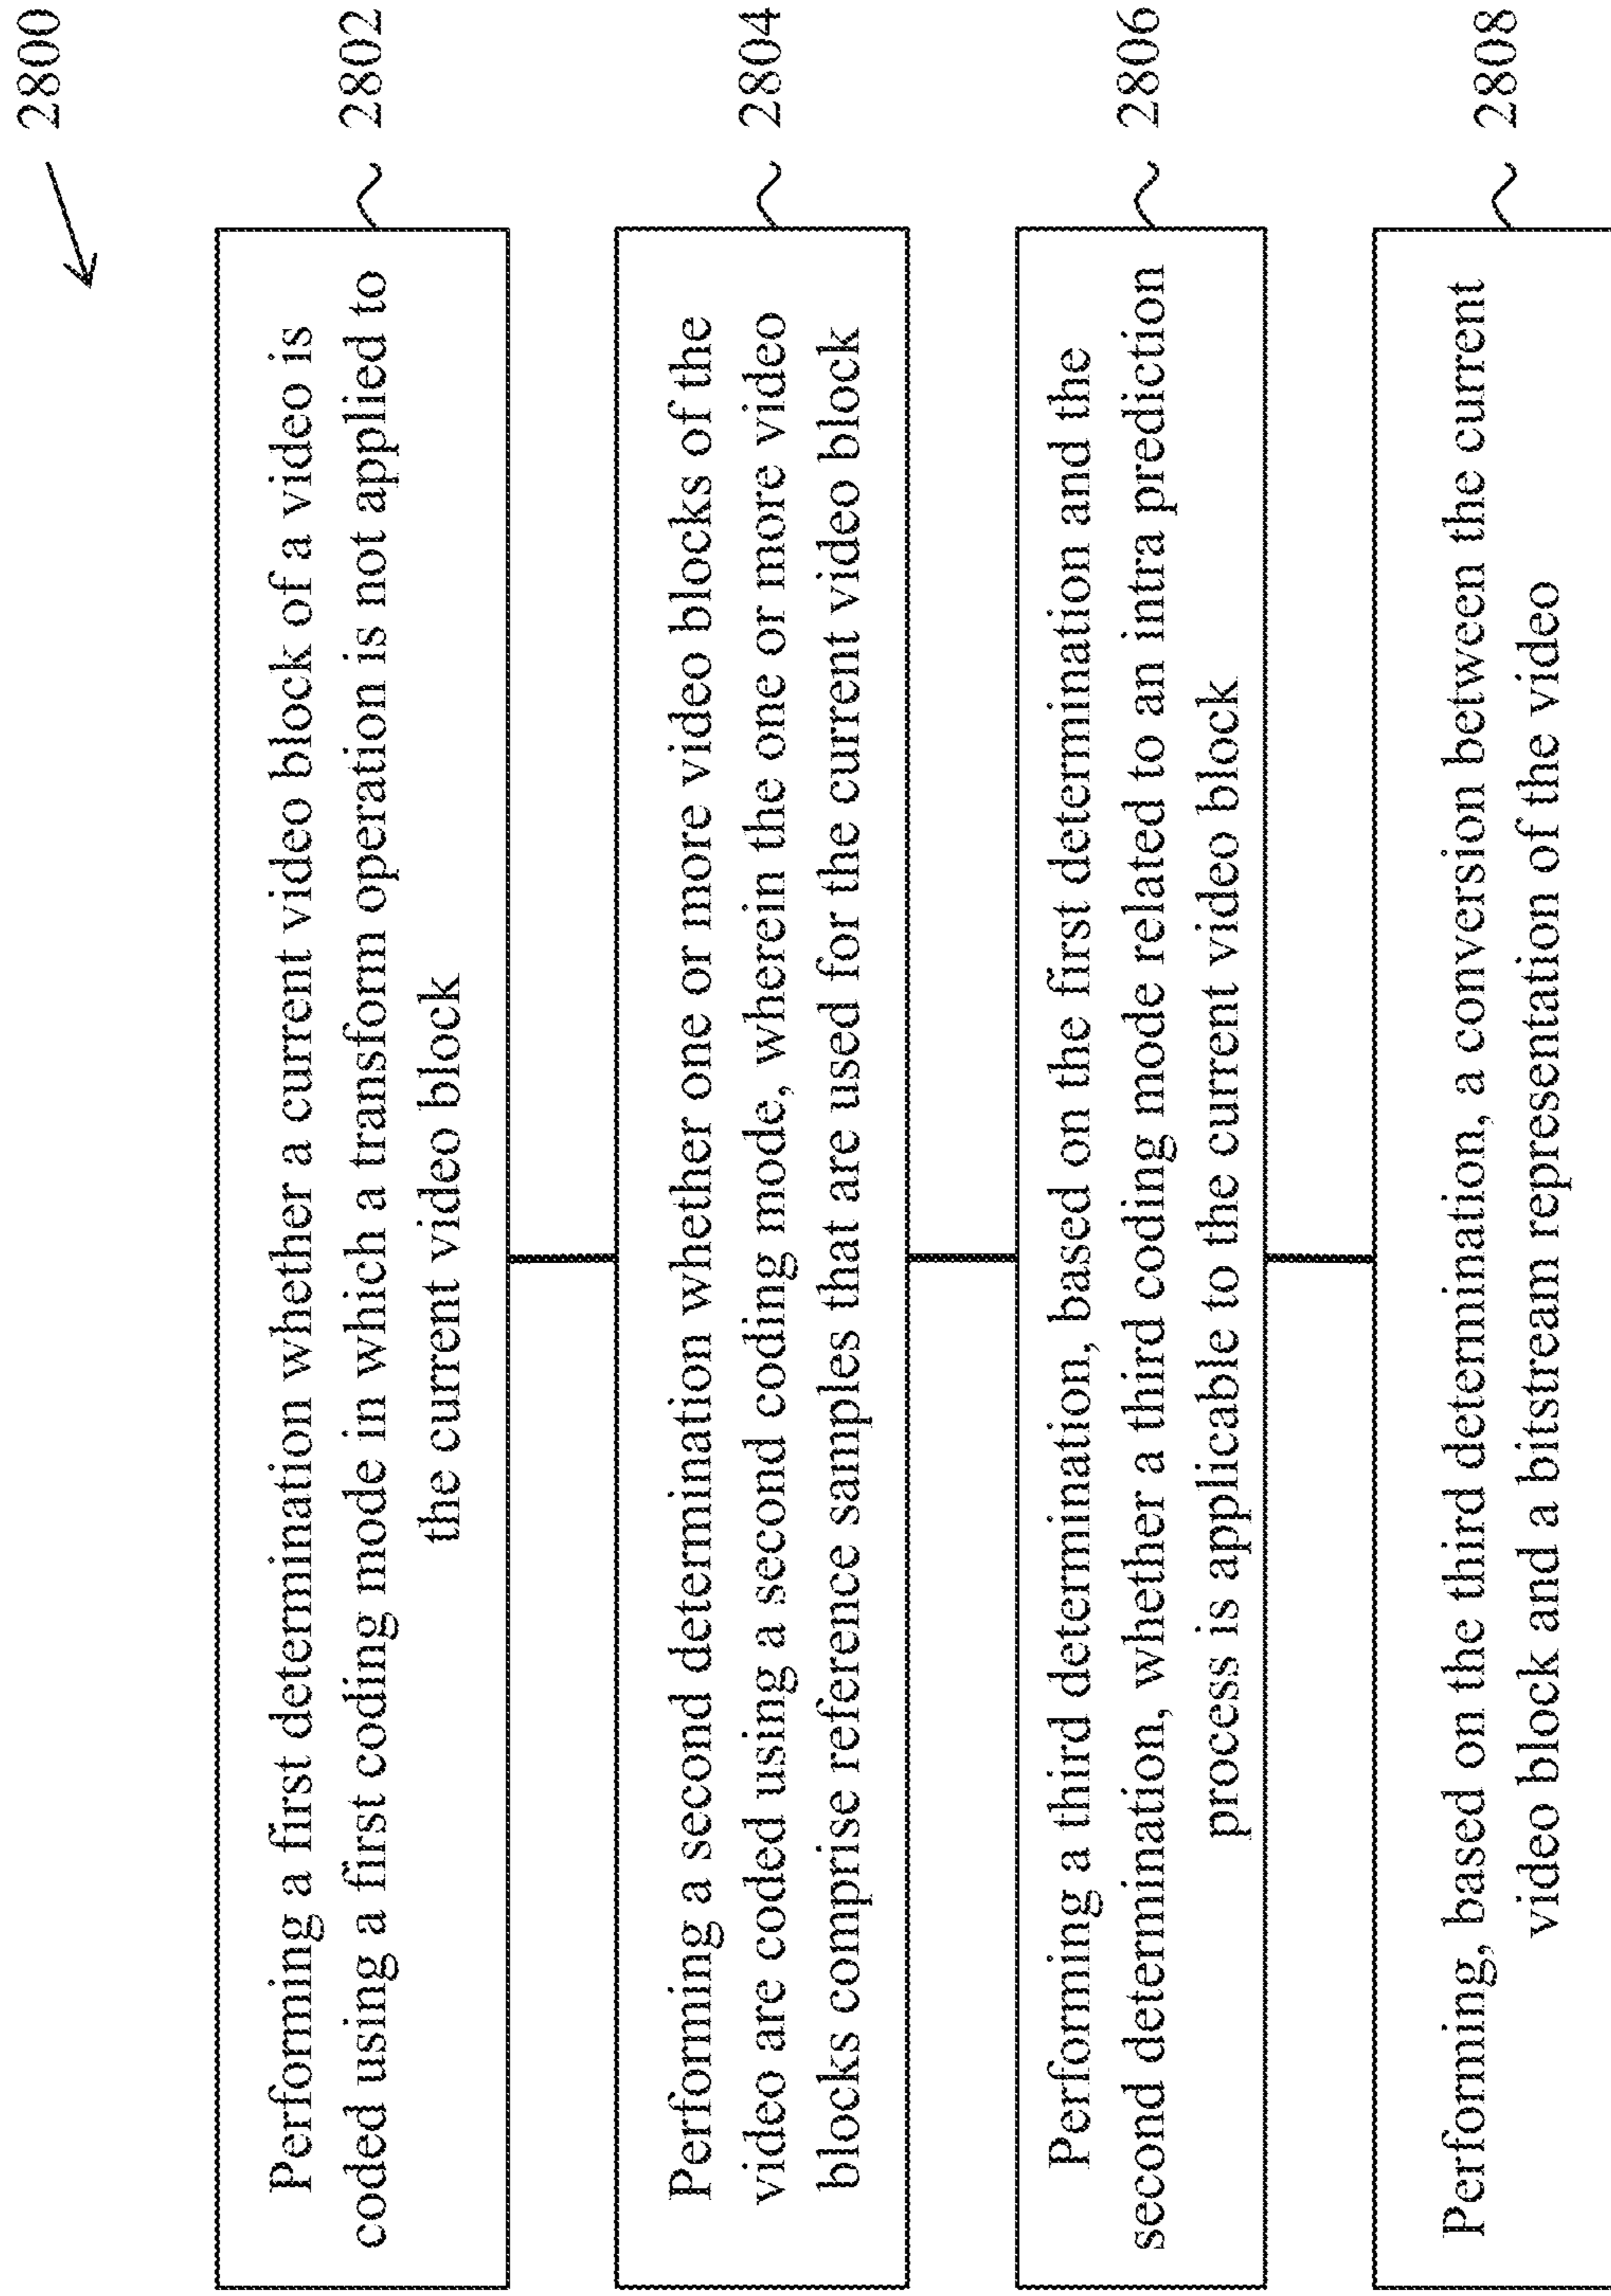 2800
Performing a first determination whether a current video block of a video is
coded using a first coding mode in which a transform operation is not applied to
the current video block
2802
Performing a second determination whether one or more video blocks of the
video are coded using a second coding mode, wherein the one or more video
blocks comprise reference samples that are used for the current video block
2804
Performing a third determination, based on the first determination and the
second determination, whether a third coding mode related to an intra prediction
process is applicable to the current video block
2806
Performing, based on the third determination, a conversion between the current
video block and a bitstream representation of the video
2808